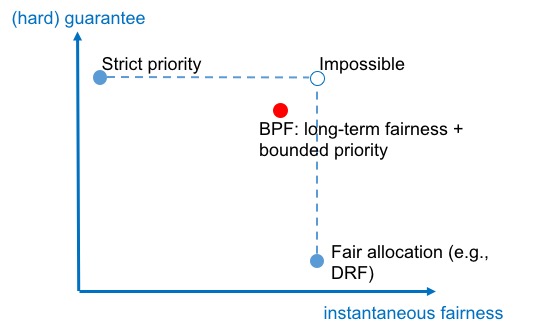 (hard) guarantee
Strict priority
Impossible
BPF: long-term fairness +
bounded priority
Fair allocation (e.g.,
DRF)
instantaneous fairness